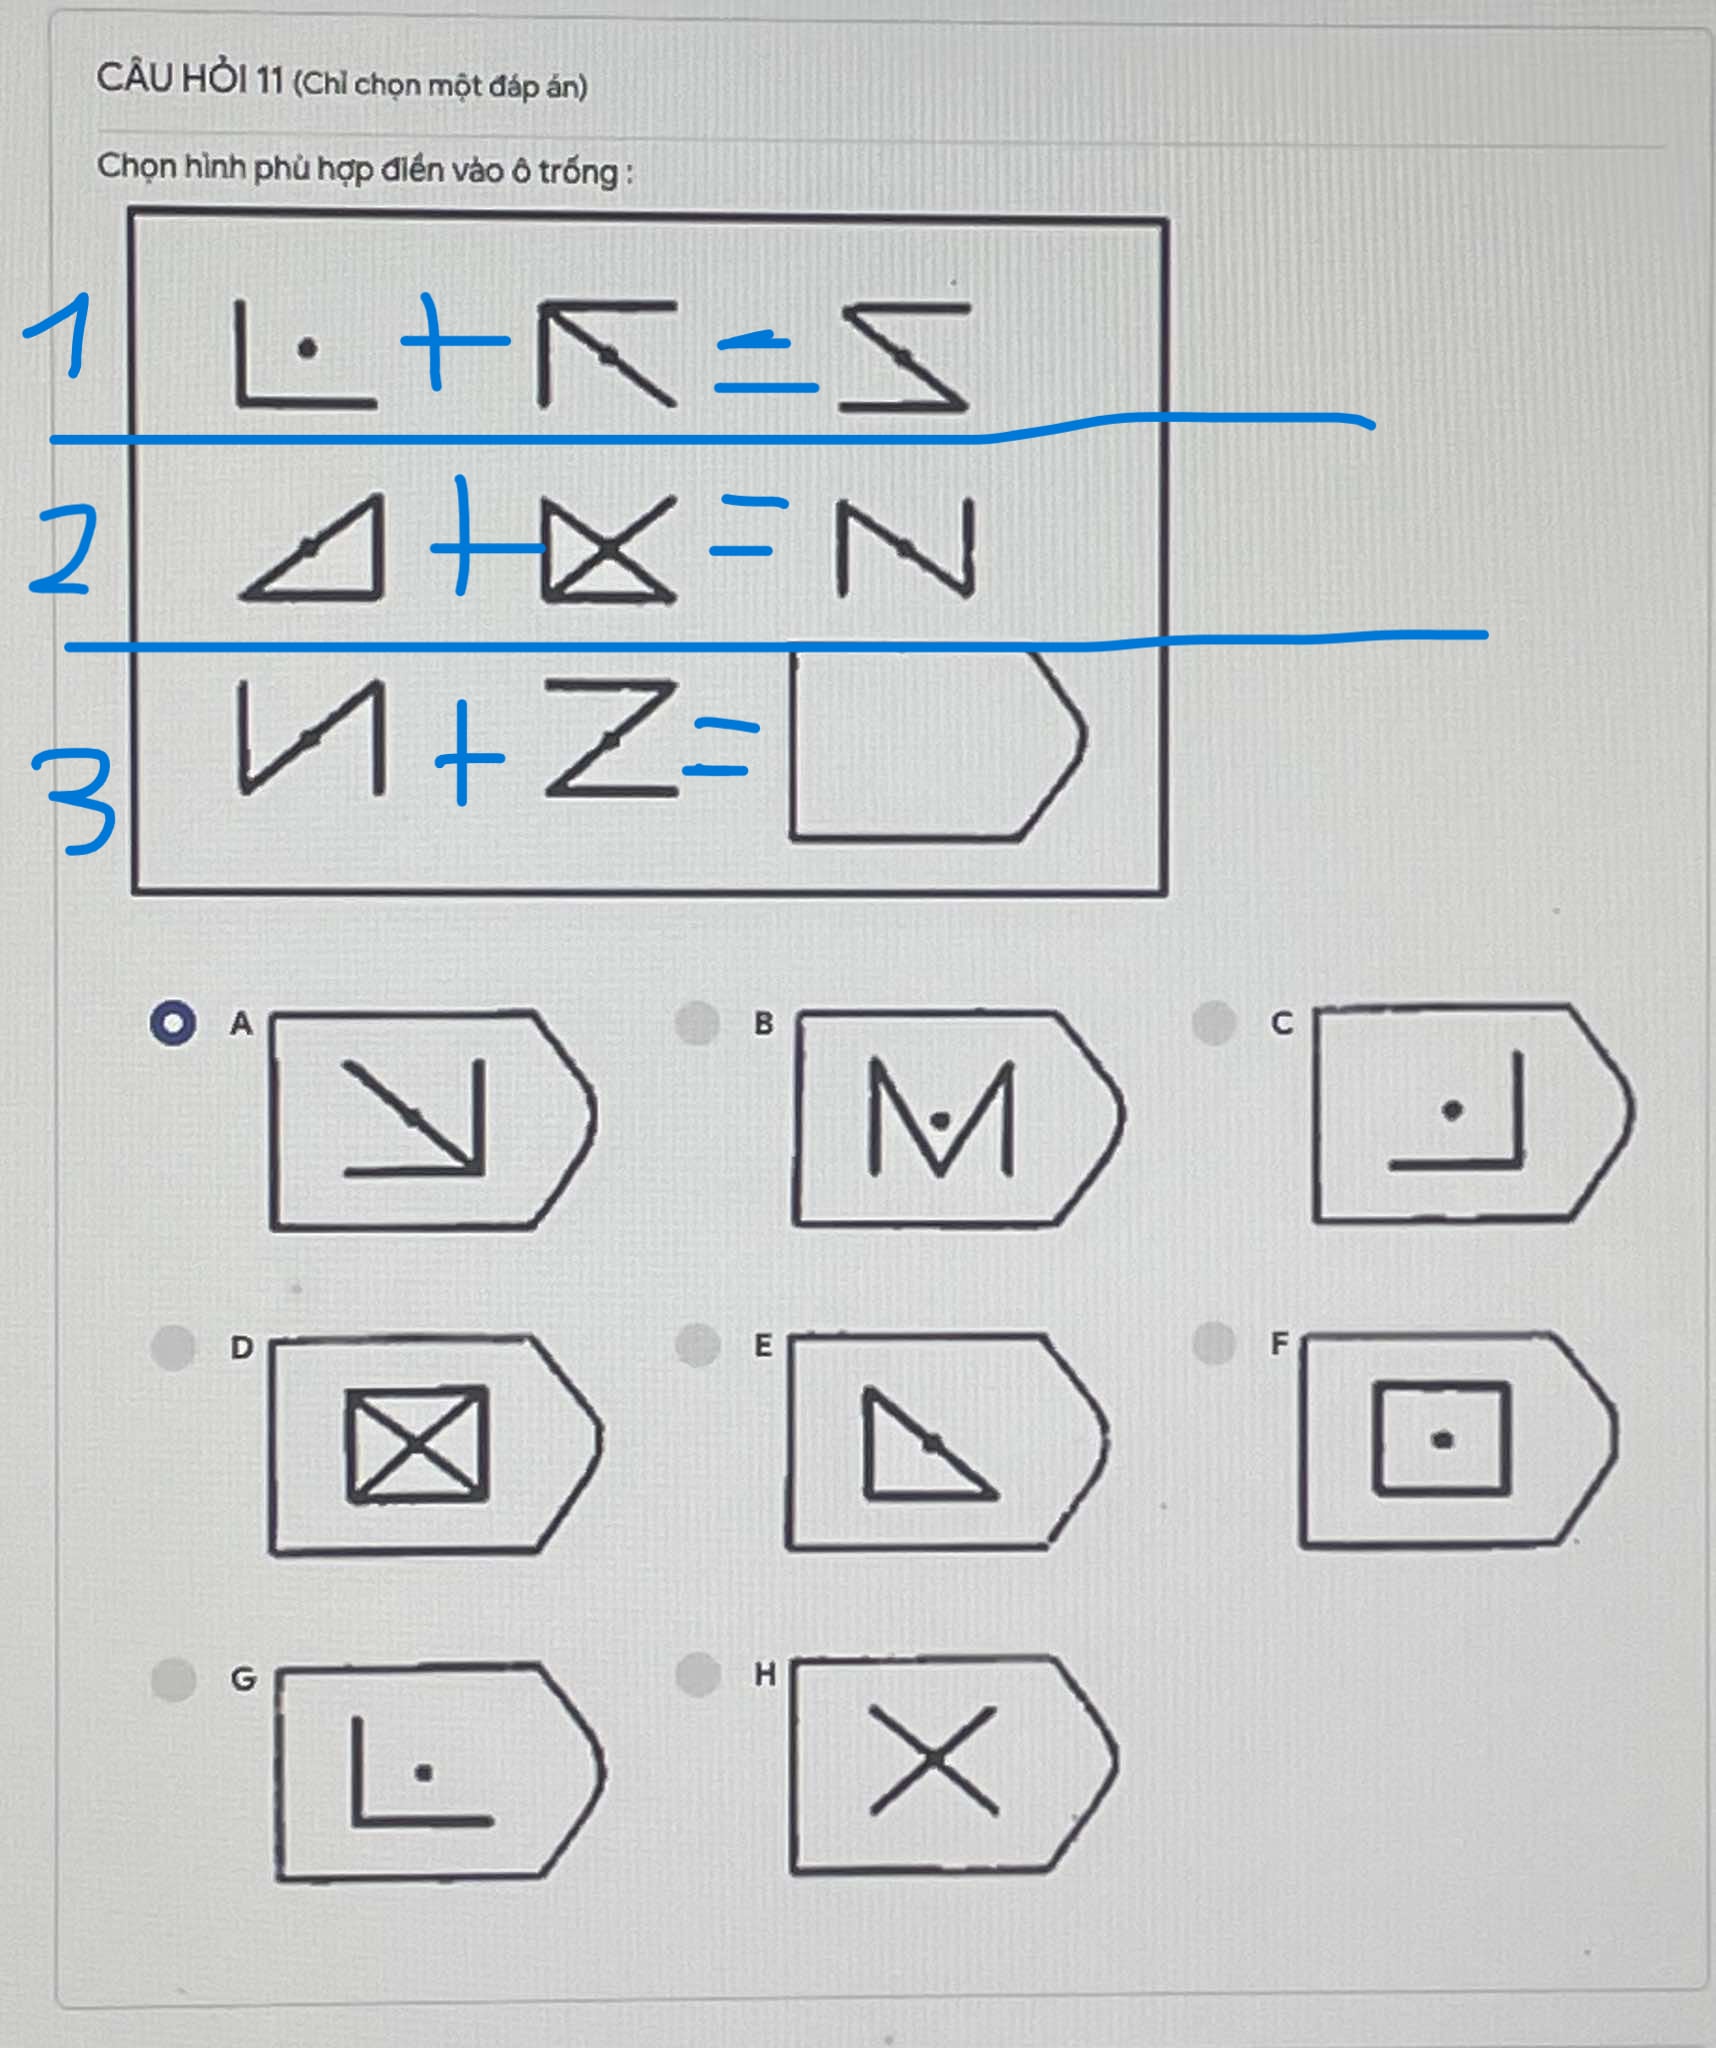 CÂU HỎI 11 (Chỉ chọn một đáp án)
Chọn hình phù hợp điền vào ô trống :
1 + =
2 + =
3 + =
A B C
D E F
G H